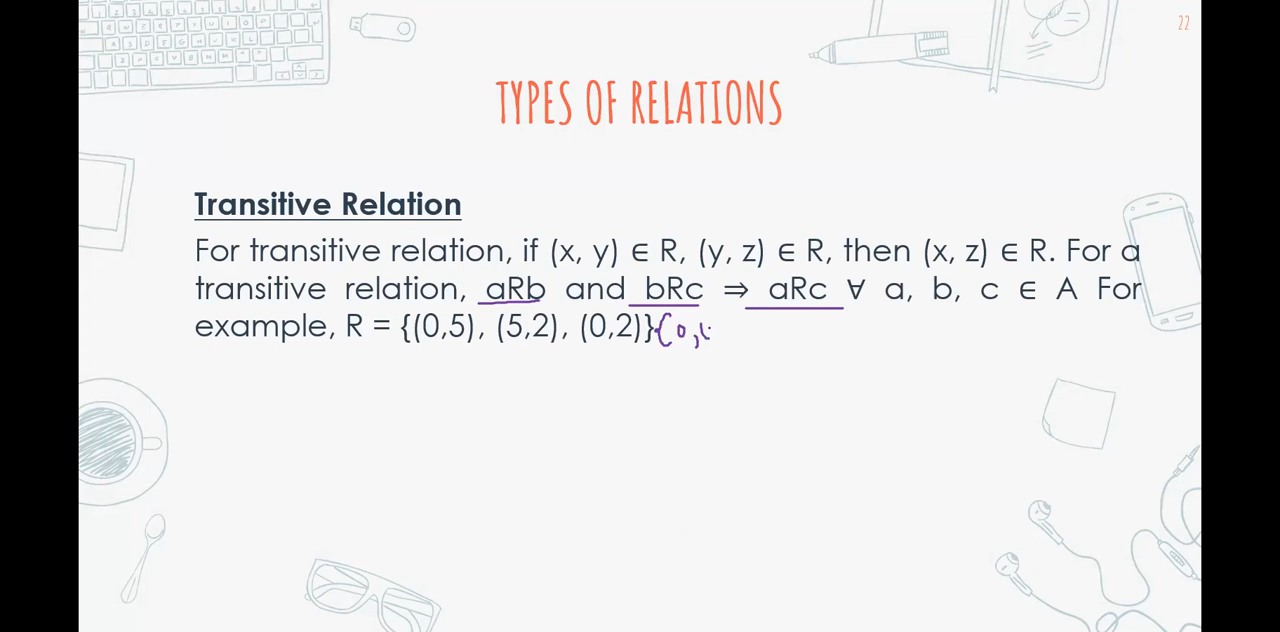 22
TYPES OF RELATIONS
Transitive Relation
For transitive relation, if (x, y) ∈ R, (y, z) ∈ R, then (x, z) ∈ R. For a
transitive relation, aRb and bRc ⇒ aRc ∀ a, b, c ∈ A For
example, R = {(0,5), (5,2), (0,2)} (0,